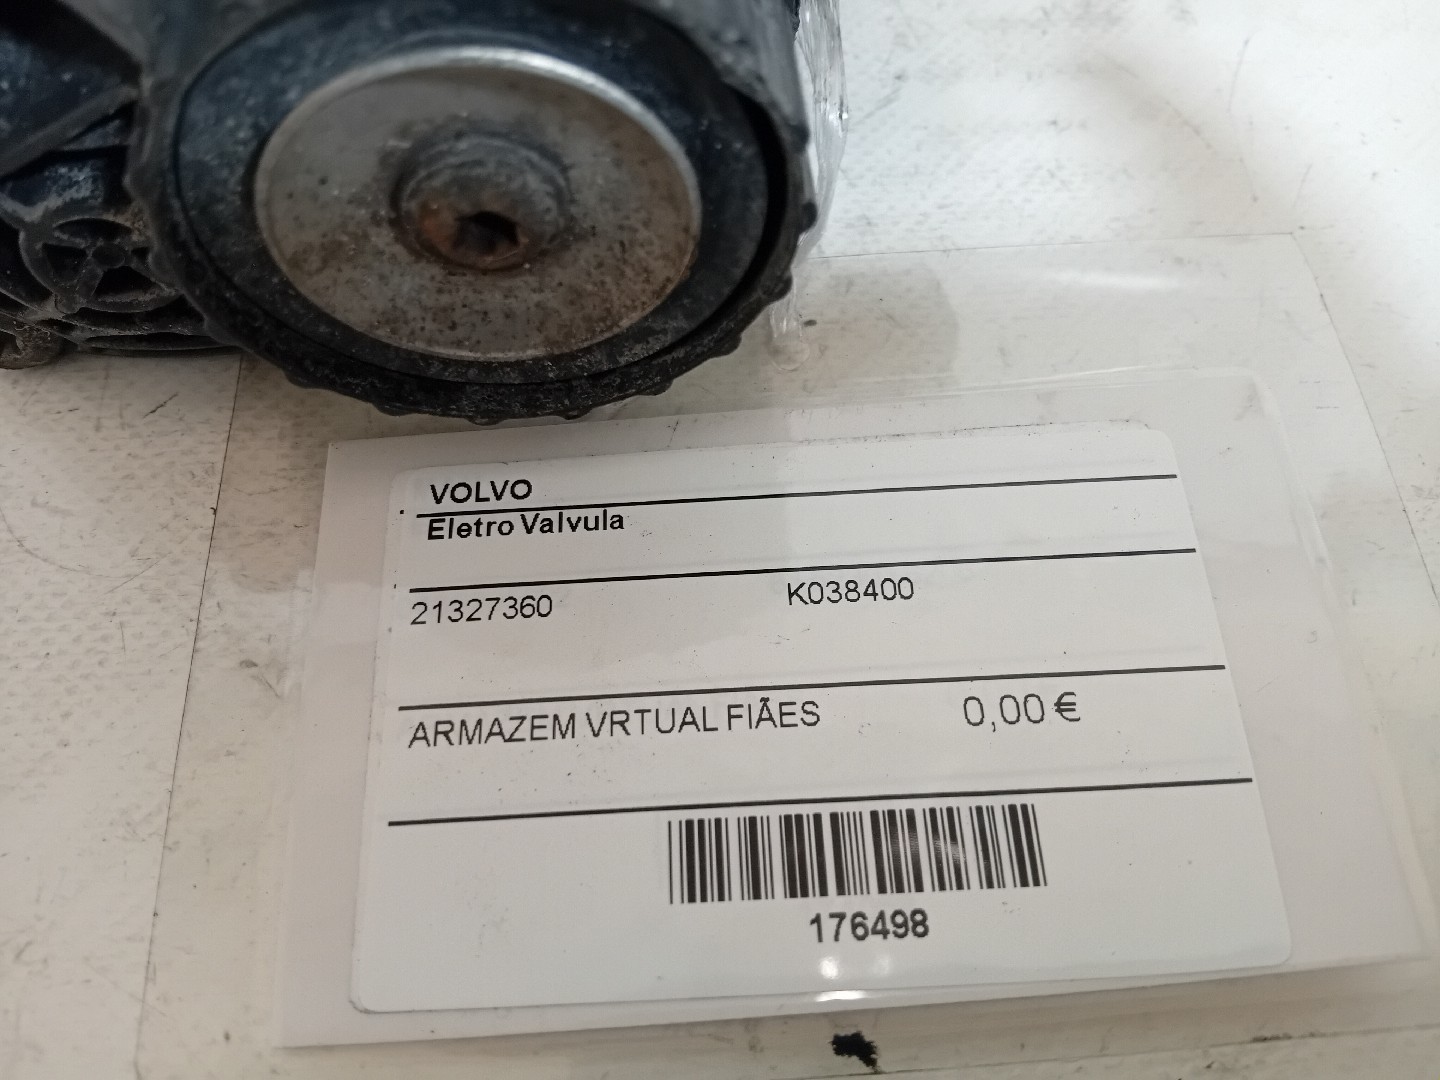 VOLVO
Eletro Valvula
21327360 K038400
ARMAZEM VRTUAL FIÃES 0,00 €
176498